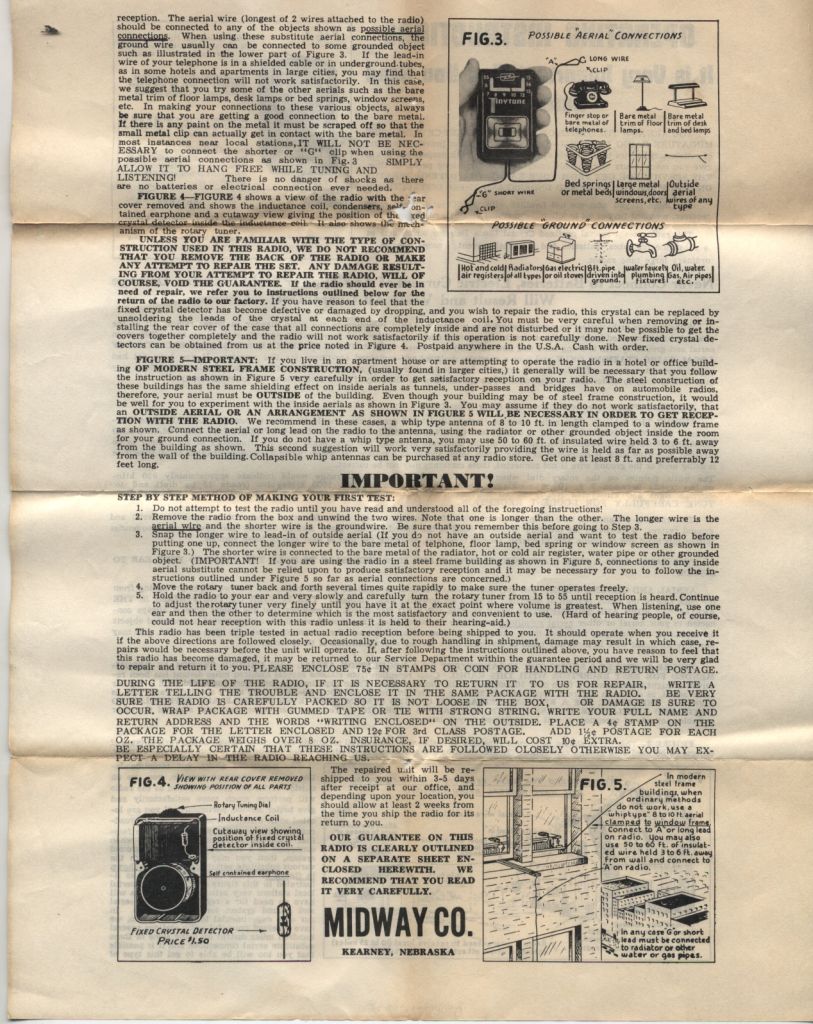 reception. The aerial wire (longest of 2 wires attached to the radio)
should be connected to any of the objects shown as possible aerial
connections. When using these substitute aerial connections, the
ground wire usually can be connected to some grounded object
such as illustrated in the lower part of Figure 3. If the lead-in
wire of your telephone is in a shielded cable or in underground tubes,
as in some hotels and apartments in large cities, you may find that
the telephone connection will not work satisfactorily. In this case,
we suggest that you try some of the other aerials such as the bare
metal trim of floor lamps, desk lamps or bed springs, window screens,
etc. In making your connections to these various objects, always
be sure that you are getting a good connection to the bare metal.
If there is any paint on the metal it must be scraped off so that the
small metal clip can actually get in contact with the bare metal. In
most instances near local stations, IT WILL NOT BE NEC-
ESSARY to connect the shorter or "G" clip when using the
possible aerial connections as shown in Fig. 3 SIMPLY
ALLOW IT TO HANG FREE WHILE TUNING AND
LISTENING! There is no danger of shocks as there
are no batteries or electrical connection ever needed.
FIGURE 4—FIGURE 4 shows a view of the radio with the rear
cover removed and shows the inductance coil, condensers, self
tained earphone and a cutaway view giving the position of the
crystal detector inside the inductance coil. It also shows the mech-
anism of the rotary tuner.
UNLESS YOU ARE FAMILIAR WITH THE TYPE OF CON-
STRUCTION USED IN THIS RADIO, WE DO NOT RECOMMEND
THAT YOU REMOVE THE BACK OF THE RADIO OR MAKE
ANY ATTEMPT TO REPAIR THE SET. ANY DAMAGE RESULT-
ING FROM YOUR ATTEMPT TO REPAIR THE RADIO, WILL OF
COURSE, VOID THE GUARANTEE. If the radio should ever be in
need of repair, we refer you to instructions outlined below for the
return of the radio to our factory. If you have reason to feel that the
fixed crystal detector has become defective or damaged by dropping, and you wish to repair the radio, this crystal can be replaced by
unsoldering the leads of the crystal at each end of the inductance coil. You must be very careful when removing or in-
stalling the rear cover of the case that all connections are completely inside and are not disturbed or it may not be possible to get the
covers together completely and the radio will not work satisfactorily if this operation is not carefully done. New fixed crystal de-
tectors can be obtained from us at the price noted in Figure 4. Postpaid anywhere in the U.S.A. Cash with order.
FIG.3. POSSIBLE "AERIAL" CONNECTIONS
"A" LONG WIRE
CLIP
TINYTUNE
Finger stop or
bare metal of
telephones.
Bare metal
trim of floor
lamps.
Bare metal
trim of desk
and bed lamps
Bed springs
or metal beds
Large metal
windows, doors
screens, etc.
Outside
aerial
wires of any
type
"G" SHORT WIRE
CLIP
POSSIBLE "GROUND" CONNECTIONS
Hot and cold
air registers
Radiators
of all types
Gas electric
or oil stoves
8 ft. pipe
driven into
ground.
water faucets
plumbing
fixtures
Oil, water,
Gas, Air pipes
etc.
FIGURE 5—IMPORTANT: If you live in an apartment house or are attempting to operate the radio in a hotel or office build-
ing OF MODERN STEEL FRAME CONSTRUCTION, (usually found in larger cities,) it generally will be necessary that you follow
the instruction as shown in Figure 5 very carefully in order to get satisfactory reception on your radio. The steel construction of
these buildings has the same shielding effect on inside aerials as tunnels, under-passes and bridges have on automobile radios,
therefore, your aerial must be OUTSIDE of the building. Even though your building may be of steel frame construction, it would
be well for you to experiment with the inside aerials as shown in Figure 3. You may assume if they do not work satisfactorily, that
an OUTSIDE AERIAL OR AN ARRANGEMENT AS SHOWN IN FIGURE 5 WILL BE NECESSARY IN ORDER TO GET RECEP-
TION WITH THE RADIO. We recommend in these cases, a whip type antenna of 8 to 10 ft. in length clamped to a window frame
as shown. Connect the aerial or long lead on the radio to the antenna, using the radiator or other grounded object inside the room
for your ground connection. If you do not have a whip type antenna, you may use 50 to 60 ft. of insulated wire held 3 to 6 ft. away
from the building as shown. This second suggestion will work very satisfactorily providing the wire is held as far as possible away
from the wall of the building. Collapsible whip antennas can be purchased at any radio store. Get one at least 8 ft. and preferably 12
feet long.
IMPORTANT!
STEP BY STEP METHOD OF MAKING YOUR FIRST TEST:
1. Do not attempt to test the radio until you have read and understood all of the foregoing instructions!
2. Remove the radio from the box and unwind the two wires. Note that one is longer than the other. The longer wire is the
aerial wire and the shorter wire is the groundwire. Be sure that you remember this before going to Step 3.
3. Snap the longer wire to lead-in of outside aerial (If you do not have an outside aerial and want to test the radio before
putting one up, connect the longer wire to the bare metal of telphone, floor lamp, bed spring or window screen as shown in
Figure 3.) The shorter wire is connected to the bare metal of the radiator, hot or cold air register, water pipe or other grounded
object. (IMPORTANT! If you are using the radio in a steel frame building as shown in Figure 5, connections to any inside
aerial substitute cannot be relied upon to produce satisfactory reception and it may be necessary for you to follow the in-
structions outlined under Figure 5 so far as aerial connections are concerned.)
4. Move the rotary tuner back and forth several times quite rapidly to make sure the tuner operates freely.
5. Hold the radio to your ear and very slowly and carefully turn the rotary tuner from 15 to 55 until reception is heard. Continue
to adjust the rotary tuner very finely until you have it at the exact point where volume is greatest. When listening, use one
ear and then the other to determine which is the most satisfactory and convenient to use. (Hard of hearing people, of course,
could not hear reception with this radio unless it is held to their hearing-aid.)
This radio has been triple tested in actual radio reception before being shipped to you. It should operate when you receive it
if the above directions are followed closely. Occasionally, due to rough handling in shipment, damage may result in which case, re-
pairs would be necessary before the unit will operate. If, after following the instructions outlined above, you have reason to feel that
this radio has become damaged, it may be returned to our Service Department within the guarantee period and we will be very glad
to repair and return it to you. PLEASE ENCLOSE 75¢ IN STAMPS OR COIN FOR HANDLING AND RETURN POSTAGE.
DURING THE LIFE OF THE RADIO, IF IT IS NECESSARY TO RETURN IT TO US FOR REPAIR, WRITE A
LETTER TELLING THE TROUBLE AND ENCLOSE IT IN THE SAME PACKAGE WITH THE RADIO. BE VERY
SURE THE RADIO IS CAREFULLY PACKED SO IT IS NOT LOOSE IN THE BOX, OR DAMAGE IS SURE TO
OCCUR. WRAP PACKAGE WITH GUMMED TAPE OR TIE WITH STRONG STRING. WRITE YOUR FULL NAME AND
RETURN ADDRESS AND THE WORDS "WRITING ENCLOSED" ON THE OUTSIDE. PLACE A 4¢ STAMP ON THE
PACKAGE FOR THE LETTER ENCLOSED AND 12¢ FOR 3rd CLASS POSTAGE. ADD 1½¢ POSTAGE FOR EACH
OZ. THE PACKAGE WEIGHS OVER 8 OZ. INSURANCE, IF DESIRED, WILL COST 10¢ EXTRA.
BE ESPECIALLY CERTAIN THAT THESE INSTRUCTIONS ARE FOLLOWED CLOSELY OTHERWISE YOU MAY EX-
PECT A DELAY IN THE RADIO REACHING US.
FIG.4. VIEW WITH REAR COVER REMOVED
SHOWING POSITION OF ALL PARTS
Rotary Tuning Dial
Inductance Coil
Cutaway view showing
position of fixed crystal
detector inside coil.
Self contained earphone
FIXED CRYSTAL DETECTOR
PRICE $1.50
The repaired unit will be re-
shipped to you within 3-5 days
after receipt at our office, and
depending upon your location, you
should allow at least 2 weeks from
the time you ship the radio for its
return to you.
OUR GUARANTEE ON THIS
RADIO IS CLEARLY OUTLINED
ON A SEPARATE SHEET EN-
CLOSED HEREWITH. WE
RECOMMEND THAT YOU READ
IT VERY CAREFULLY.
MIDWAY CO.
KEARNEY, NEBRASKA
FIG.5.
In modern
steel frame
buildings, when
ordinary methods
do not work, use a
whip type" 8 to 10 ft. aerial
clamped to window frame.
Connect to "A" or long lead
on radio. You may also
use 50 to 60 ft. of insulat-
ed wire held 3 to 6 ft. away
from wall and connect to
"A" on radio.
In any case "G" or short
lead must be connected
to radiator or other
water or gas pipes.